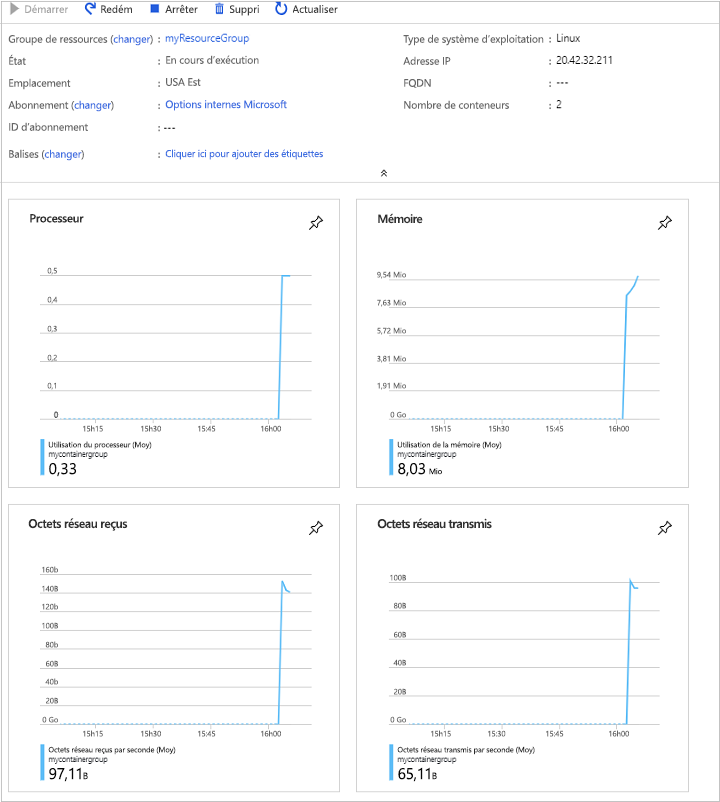 Démarrer Redém Arrêter Suppri Actualiser
Groupe de ressources (changer) : myResourceGroup
État : En cours d'exécution
Emplacement : USA Est
Abonnement (changer) : Options internes Microsoft
ID d'abonnement : ---
Balises (changer) : Cliquer ici pour ajouter des étiquettes
Type de système d'exploitation : Linux
Adresse IP : 20.42.32.211
FQDN : ---
Nombre de conteneurs : 2
Processeur
0,5
0,4
0,3
0,2
0,1
0
15h15 15h30 15h45 16h00
Utilisation du processeur (Moy)
mycontainergroup
0,33
Mémoire
9,54 Mio
7,63 Mio
5,72 Mio
3,81 Mio
1,91 Mio
0 Go
15h15 15h30 15h45 16h00
Utilisation de la mémoire (Moy)
mycontainergroup
8,03 Mio
Octets réseau reçus
160b
140B
120b
100B
80b
60B
40b
20B
0 Go
15h15 15h30 15h45 16h00
Octets reçus par seconde (Moy)
mycontainergroup
97,11B
Octets réseau transmis
100B
80B
60B
40B
20B
0 Go
15h15 15h30 15h45 16h00
Octets réseau transmis par seconde (Moy)
mycontainergroup
65,11B